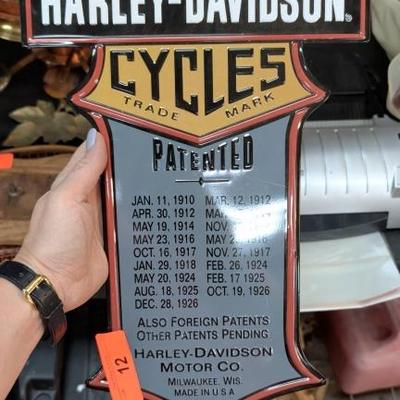 HARLEY-DAVIDSON®
CYCLES
TRADE MARK
PATENTED
JAN. 11, 1910 MAR. 12, 1912
APR. 30, 1912 1912
MAY 19, 1914 1914
MAY 23, 1916 1916
OCT. 16, 1917 NOV. 27, 1917
JAN. 29, 1918 FEB. 26, 1924
MAY 20, 1924 FEB. 17 1925
AUG. 18, 1925 OCT. 19, 1926
DEC. 28, 1926
ALSO FOREIGN PATENTS
OTHER PATENTS PENDING
HARLEY-DAVIDSON
MOTOR CO.
MILWAUKEE, WIS.
MADE IN U S A
12